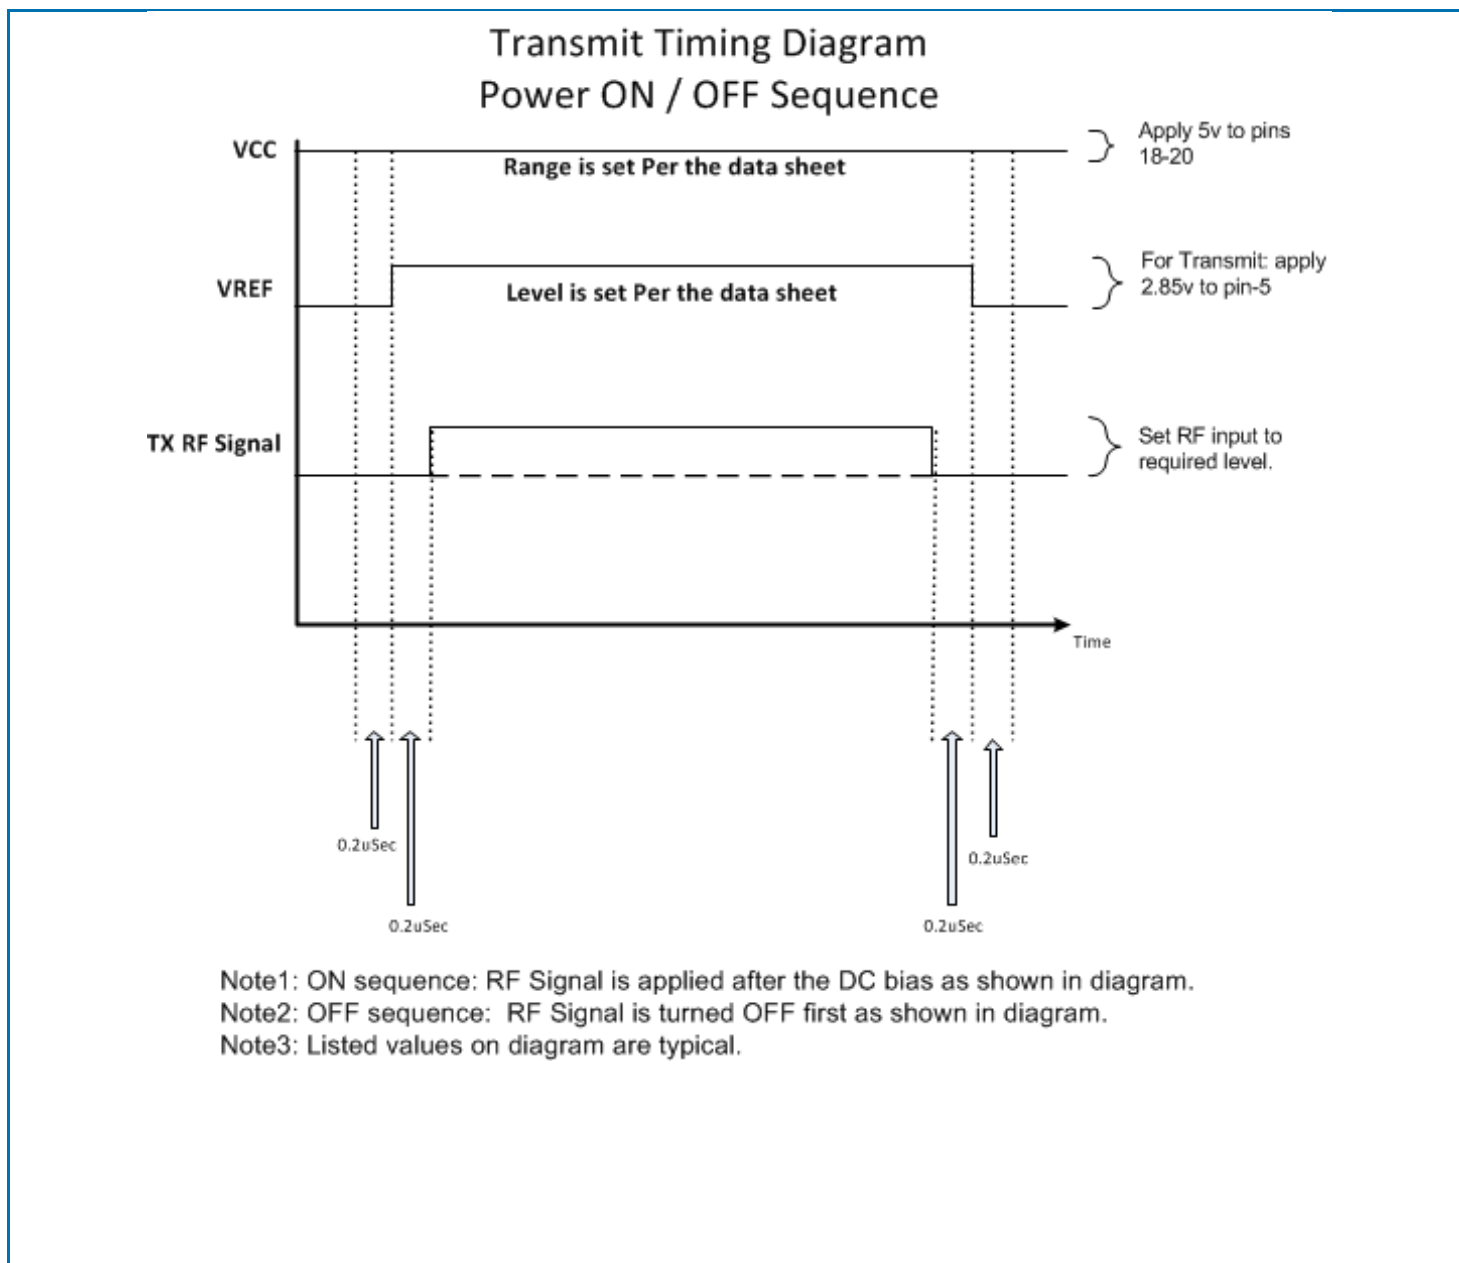 Transmit Timing Diagram
Power ON / OFF Sequence
VCC
Range is set Per the data sheet
Apply 5v to pins
18-20
VREF
Level is set Per the data sheet
For Transmit: apply
2.85v to pin-5
TX RF Signal
Set RF input to
required level.
Time
0.2uSec
0.2uSec
0.2uSec
0.2uSec
Note1: ON sequence: RF Signal is applied after the DC bias as shown in diagram.
Note2: OFF sequence:  RF Signal is turned OFF first as shown in diagram.
Note3: Listed values on diagram are typical.